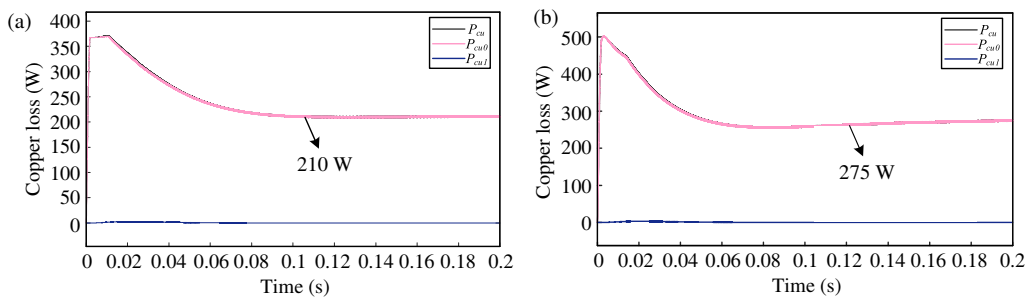 (a)
Copper loss (W)
400
350
300
250
200
150
100
50
0
P_cu
P_cu0
P_cu1
210 W
0 0.02 0.04 0.06 0.08 0.1 0.12 0.14 0.16 0.18 0.2
Time (s)
(b)
Copper loss (W)
500
400
300
200
100
0
P_cu
P_cu0
P_cu1
275 W
0 0.02 0.04 0.06 0.08 0.1 0.12 0.14 0.16 0.18 0.2
Time (s)